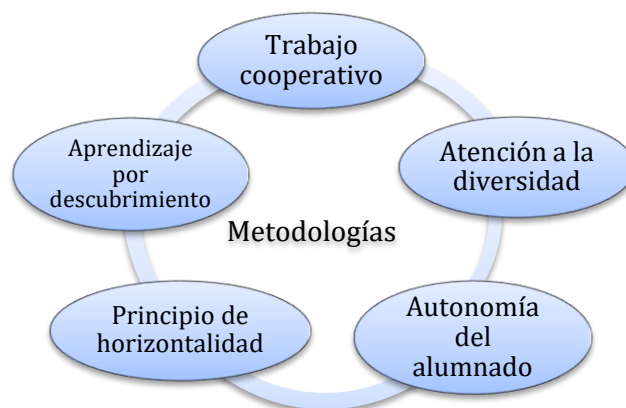 Trabajo
cooperativo
Atención a la
diversidad
Autonomía
del
alumnado
Principio de
horizontalidad
Aprendizaje
por
descubrimiento
Metodologías